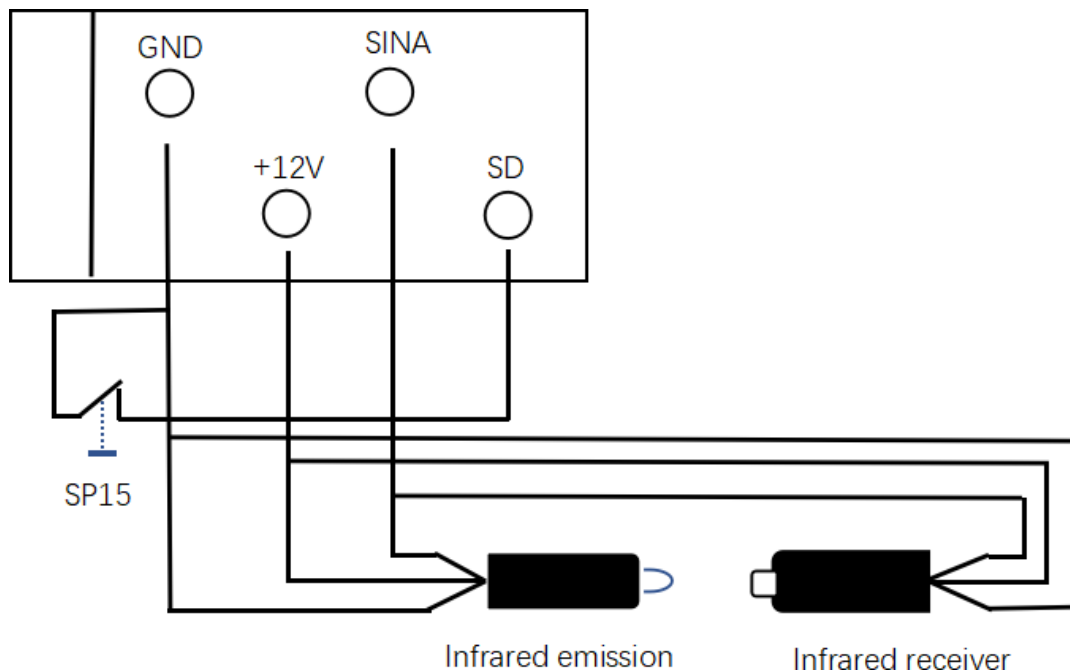 GND
SINA
+12V
SD
SP15
Infrared emission
Infrared receiver